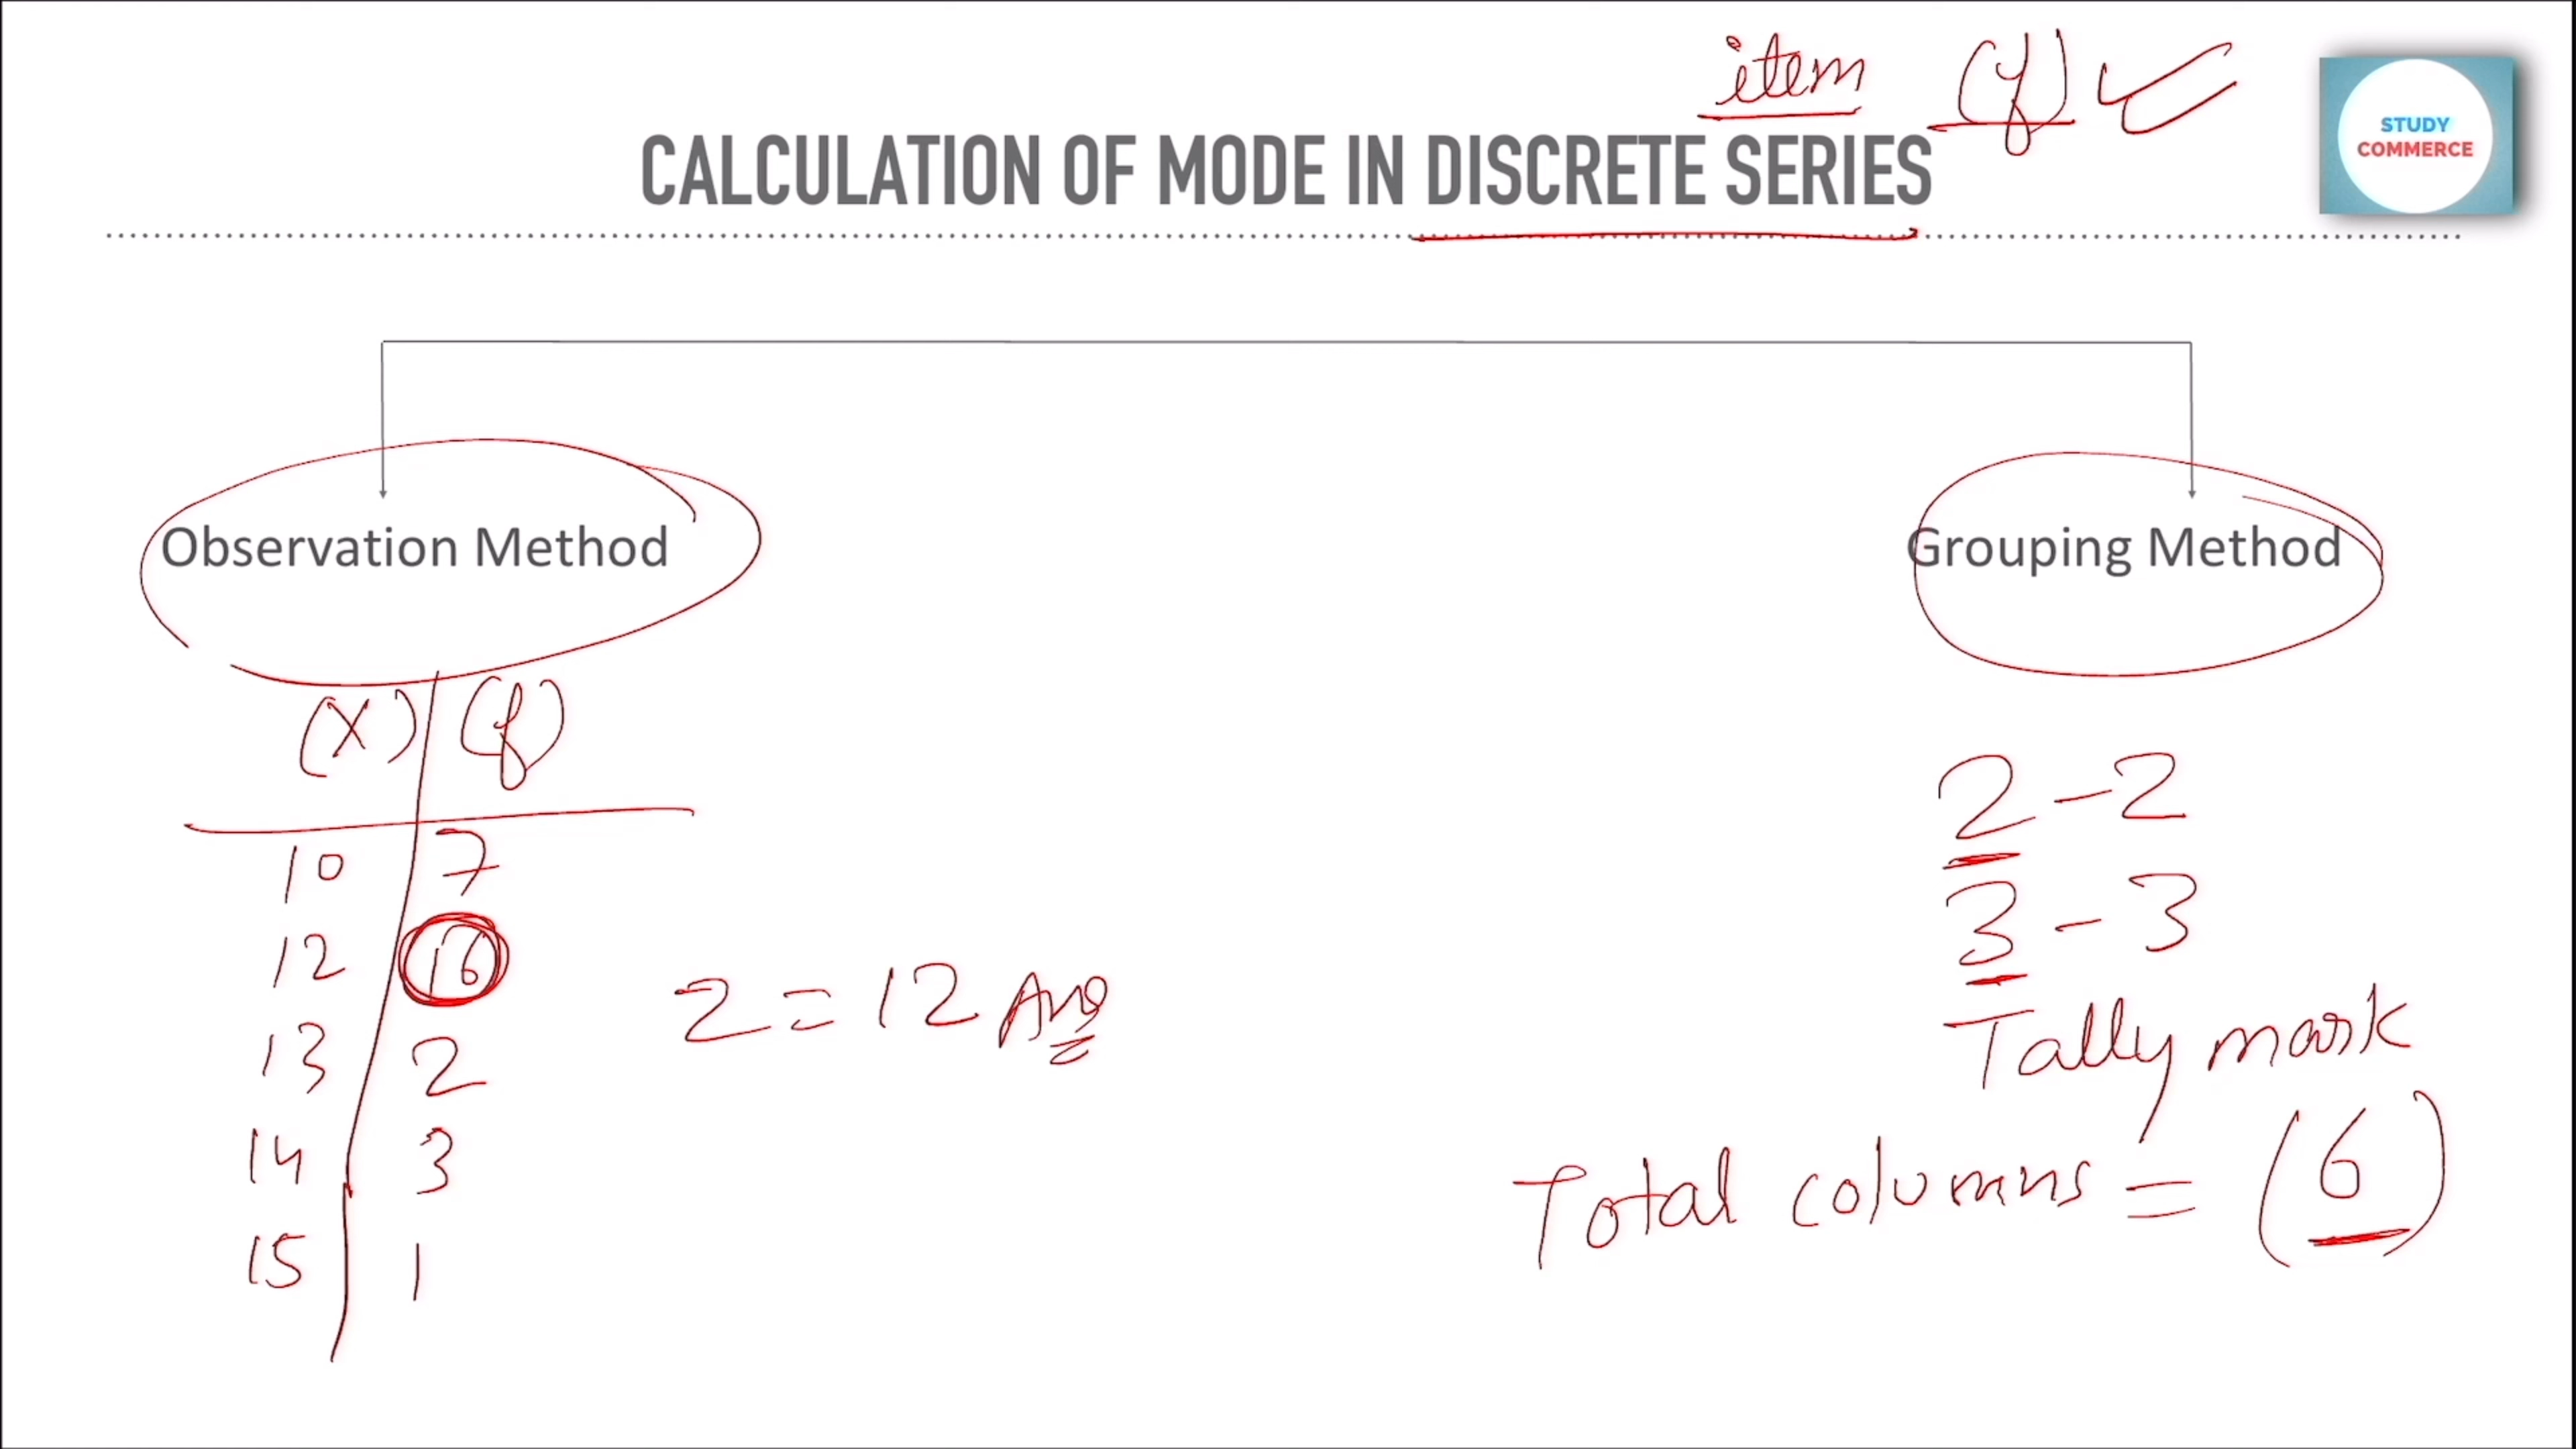 item (f)
STUDY
COMMERCE
CALCULATION OF MODE IN DISCRETE SERIES
Observation Method
Grouping Method
(X) (f)
10 7
12 16
13 2
14 3
15 1
Z = 12 Ans
2 - 2
3 - 3
Tally mark
Total columns = (6)